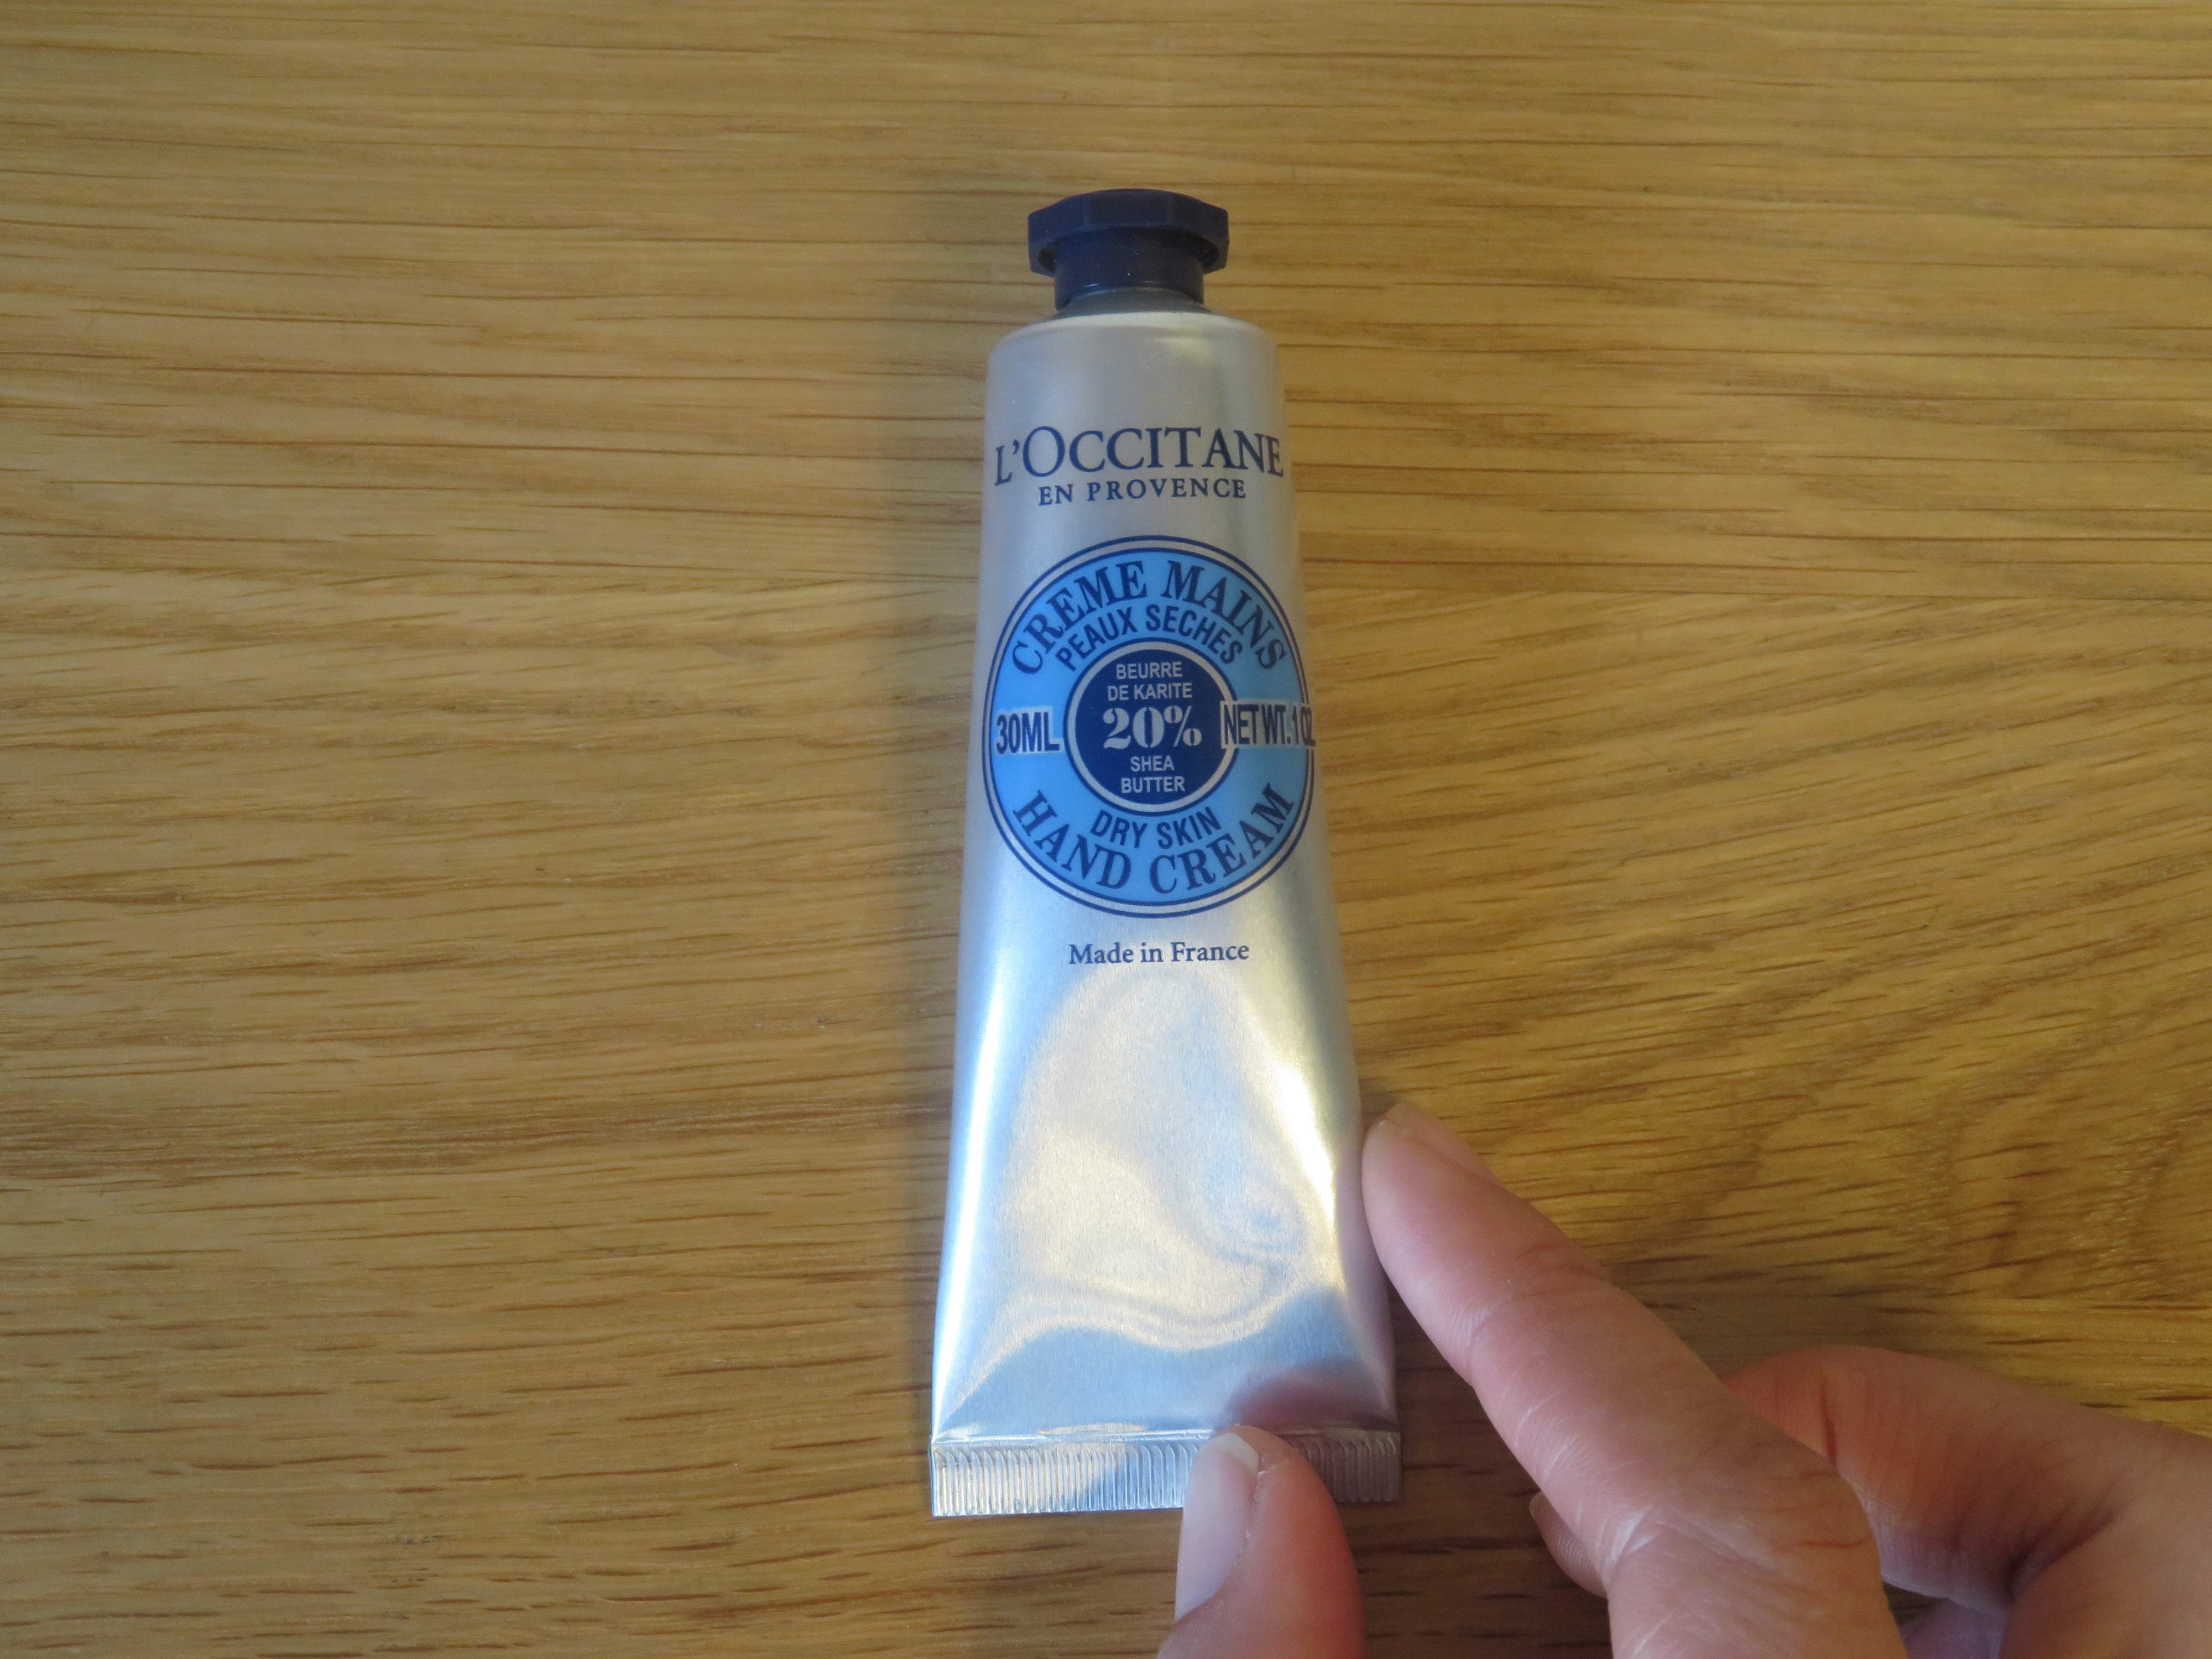 L'OCCITANE
EN PROVENCE
CREME MAINS
PEAUX SECHES
BEURRE
DE KARITE
30ML
20%
NET WT. 1 OZ
SHEA
BUTTER
DRY SKIN
HAND CREAM
Made in France